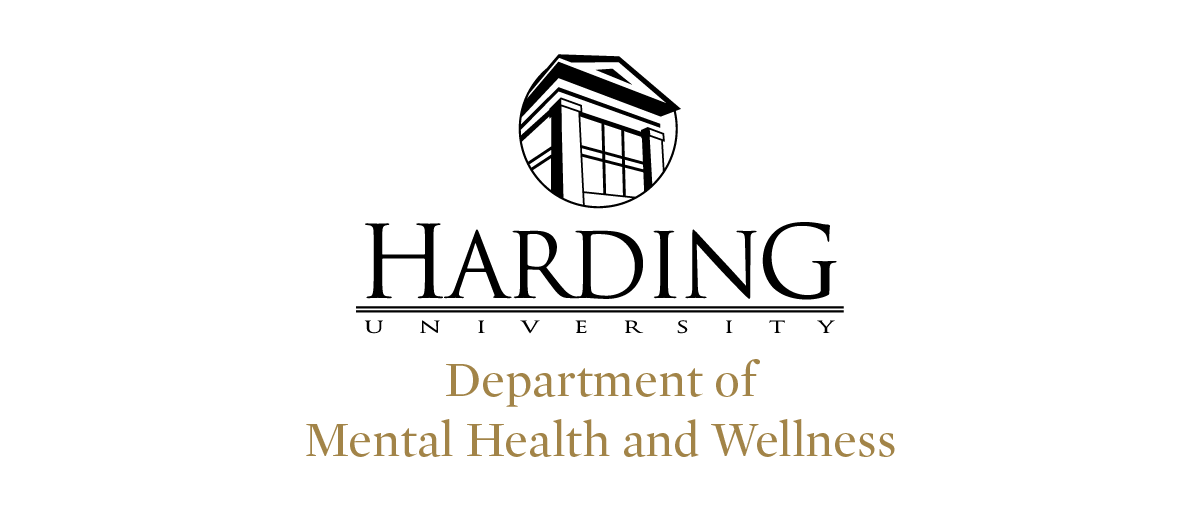 HARDING
UNIVERSITY
Department of
Mental Health and Wellness